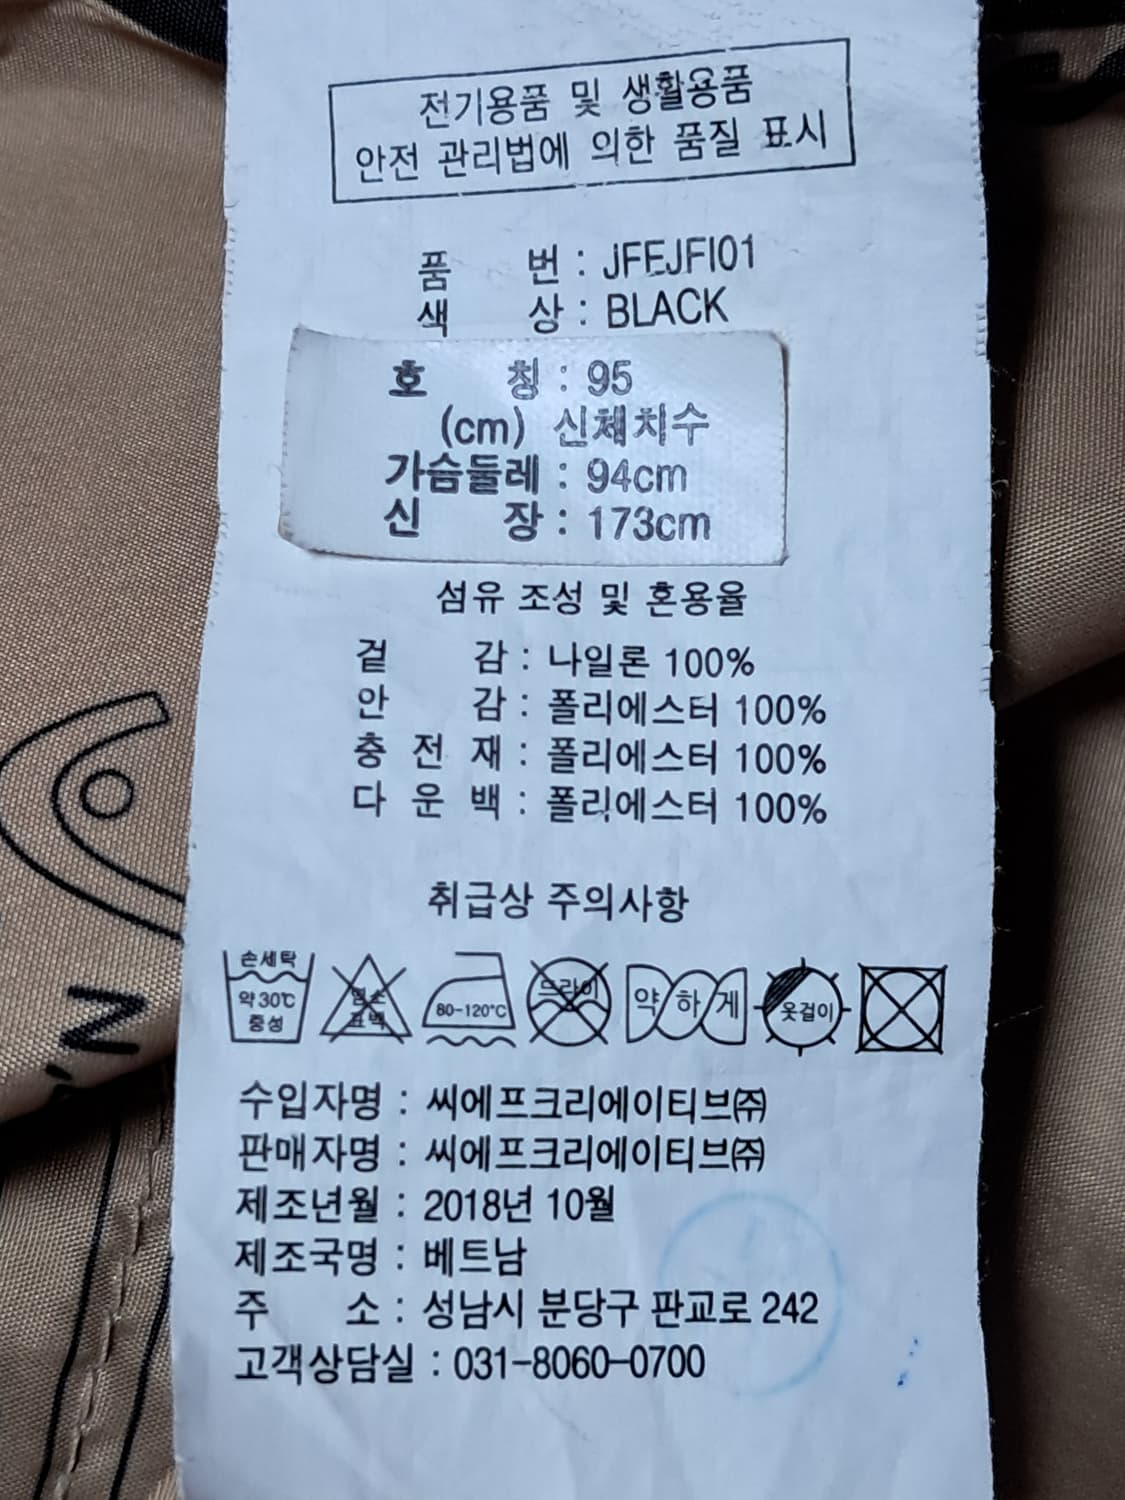 전기용품 및 생활용품
안전 관리법에 의한 품질 표시
품 번 : JFEJFI01
색 상 : BLACK
호 칭 : 95
(cm) 신체치수
가슴둘레 : 94cm
신 장 : 173cm
섬유 조성 및 혼용율
겉 감 : 나일론 100%
안 감 : 폴리에스터 100%
충 전 재 : 폴리에스터 100%
다 운 백 : 폴리에스터 100%
취급상 주의사항
손세탁
약 30℃
중성
염소
표백
80-120℃
드라이
약 하 게
옷걸이
수입자명 : 씨에프크리에이티브㈜
판매자명 : 씨에프크리에이티브㈜
제조년월 : 2018년 10월
제조국명 : 베트남
주 소 : 성남시 분당구 판교로 242
고객상담실 : 031-8060-0700